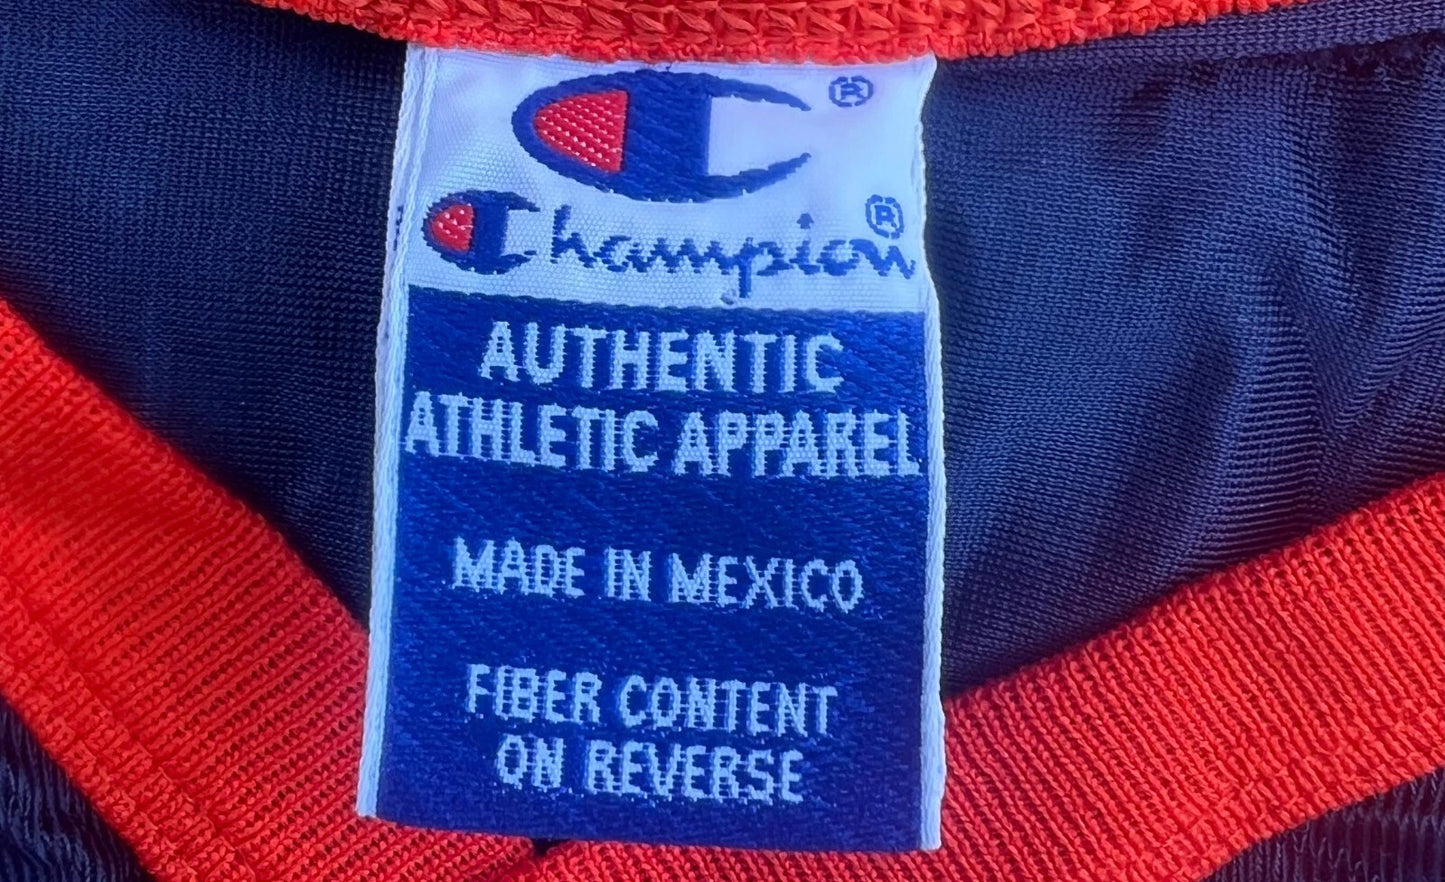 ®
Champion®
AUTHENTIC
ATHLETIC APPAREL
MADE IN MEXICO
FIBER CONTENT
ON REVERSE